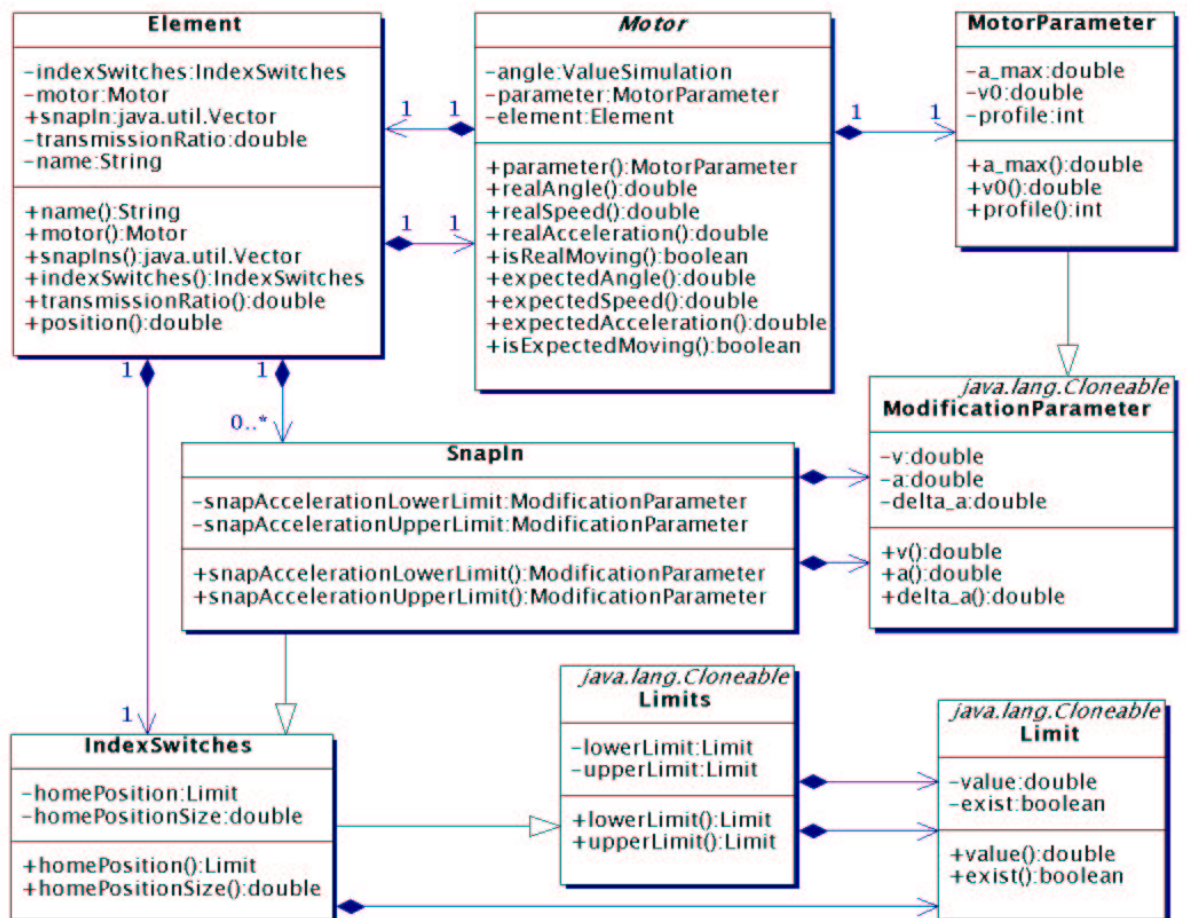 Element
-indexSwitches:IndexSwitches
-motor:Motor
+snapIn:java.util.Vector
-transmissionRatio:double
-name:String
+name():String
+motor():Motor
+snapIns():java.util.Vector
+indexSwitches():IndexSwitches
+transmissionRatio():double
+position():double
1
1
1
1
Motor
-angle:ValueSimulation
-parameter:MotorParameter
-element:Element
+parameter():MotorParameter
+realAngle():double
+realSpeed():double
+realAcceleration():double
+isRealMoving():boolean
+expectedAngle():double
+expectedSpeed():double
+expectedAcceleration():double
+isExpectedMoving():boolean
1
1
MotorParameter
-a_max:double
-v0:double
-profile:int
+a_max():double
+v0():double
+profile():int
1
1
0..*
1
java.lang.Cloneable
ModificationParameter
-v:double
-a:double
-delta_a:double
+v():double
+a():double
+delta_a():double
SnapIn
-snapAccelerationLowerLimit:ModificationParameter
-snapAccelerationUpperLimit:ModificationParameter
+snapAccelerationLowerLimit():ModificationParameter
+snapAccelerationUpperLimit():ModificationParameter
IndexSwitches
-homePosition:Limit
-homePositionSize:double
+homePosition():Limit
+homePositionSize():double
java.lang.Cloneable
Limits
-lowerLimit:Limit
-upperLimit:Limit
+lowerLimit():Limit
+upperLimit():Limit
java.lang.Cloneable
Limit
-value:double
-exist:boolean
+value():double
+exist():boolean